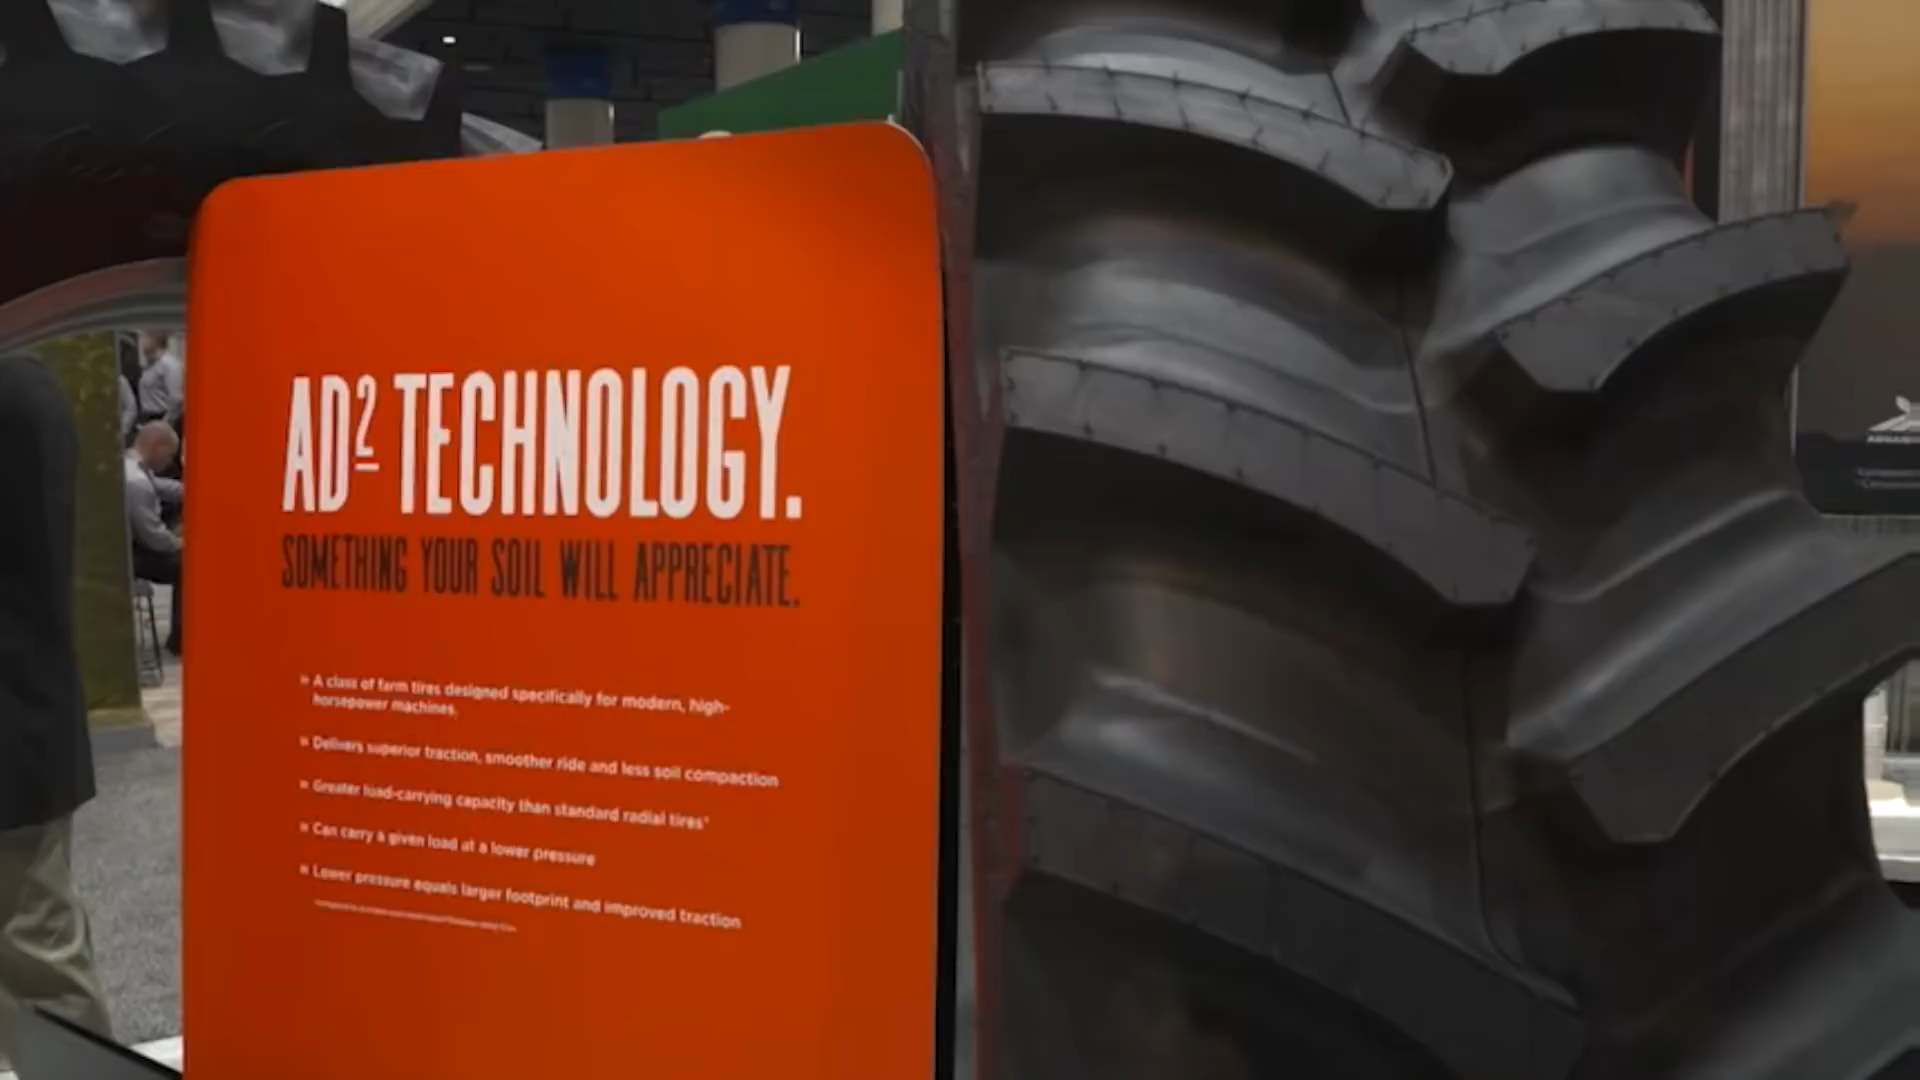 AD² TECHNOLOGY.
SOMETHING YOUR SOIL WILL APPRECIATE.
» A class of farm tires designed specifically for modern, high-
horsepower machines.
» Delivers superior traction, smoother ride and less soil compaction
» Greater load-carrying capacity than standard radial tires*
» Can carry a given load at a lower pressure
» Lower pressure equals larger footprint and improved traction